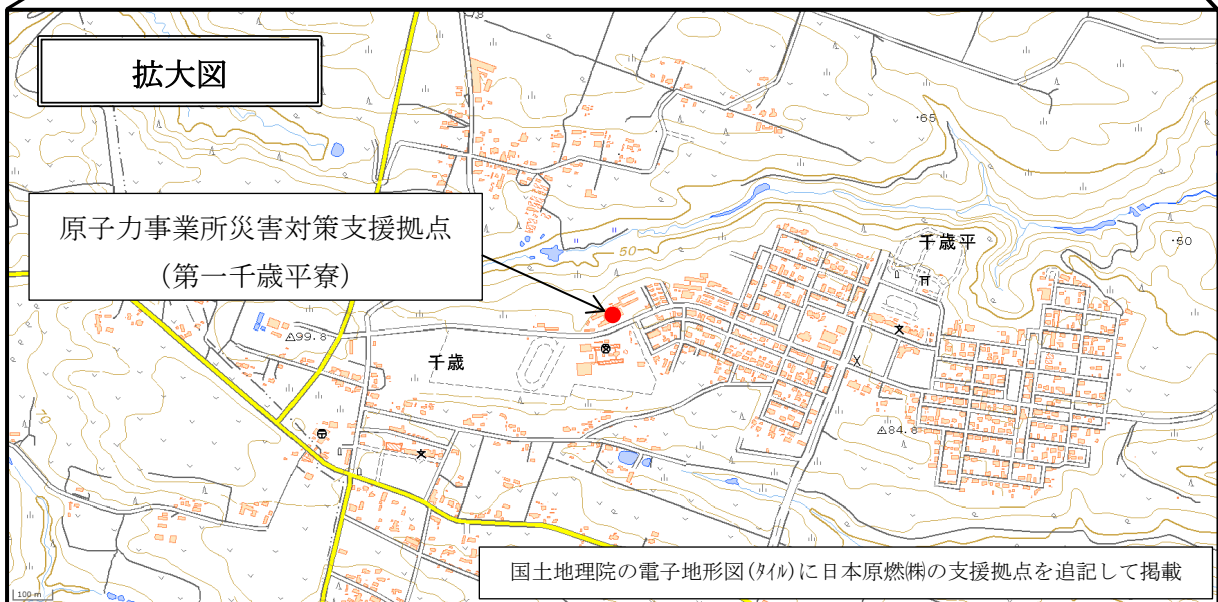 拡大図
・65
原子力事業所災害対策支援拠点
(第一千歳平寮)
千歳平
・50
50
△99.8
千歳
△84.8
70
国土地理院の電子地形図(ﾀｲﾙ)に日本原燃㈱の支援拠点を追記して掲載
100 m